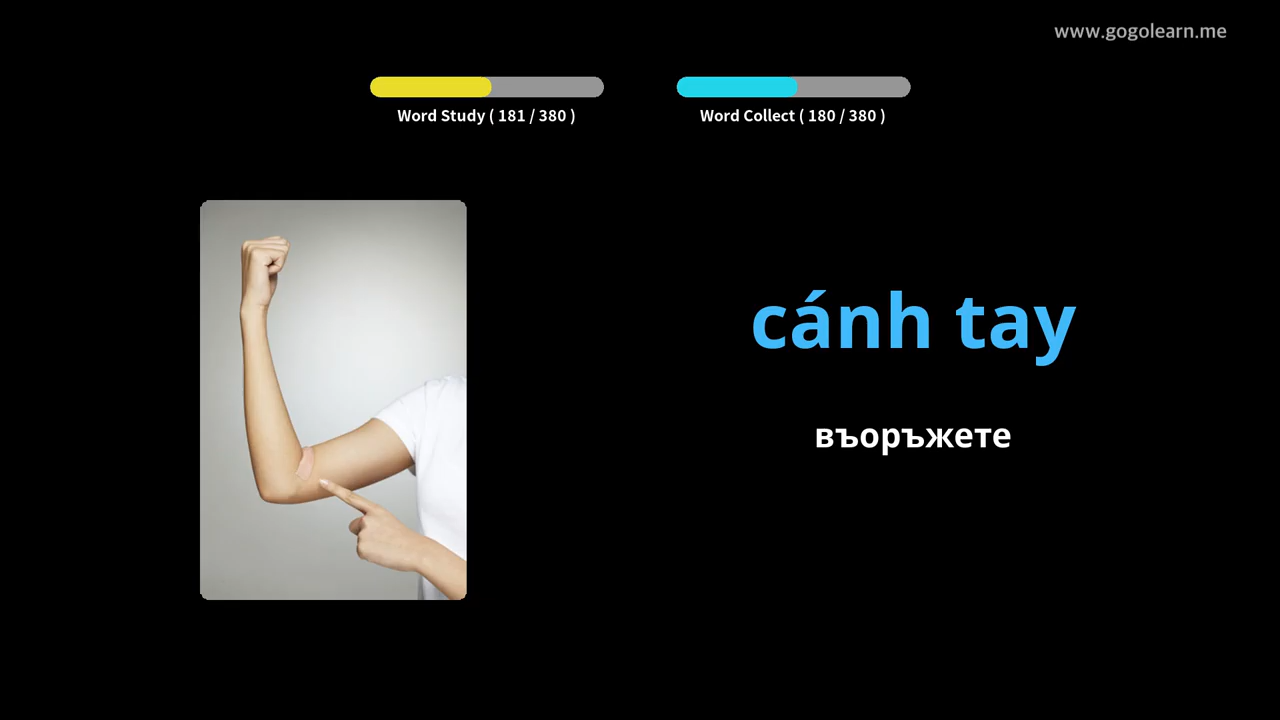 www.gogolearn.me
Word Study ( 181 / 380 )
Word Collect ( 180 / 380 )
cánh tay
въоръжете